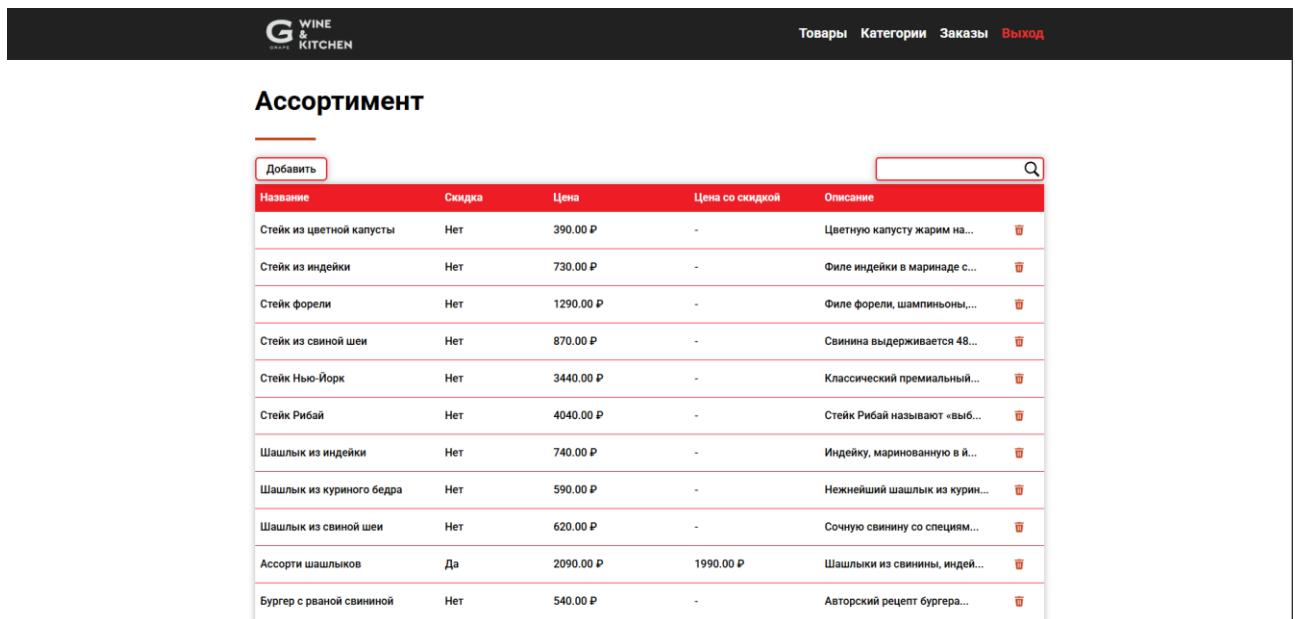 WINE
&
KITCHEN
G
GRAPE
Товары Категории Заказы Выход
Ассортимент
Добавить
Название Скидка Цена Цена со скидкой Описание
Стейк из цветной капусты Нет 390.00 ₽ - Цветную капусту жарим на...
Стейк из индейки Нет 730.00 ₽ - Филе индейки в маринаде с...
Стейк форели Нет 1290.00 ₽ - Филе форели, шампиньоны,...
Стейк из свиной шеи Нет 870.00 ₽ - Свинина выдерживается 48...
Стейк Нью-Йорк Нет 3440.00 ₽ - Классический премиальный...
Стейк Рибай Нет 4040.00 ₽ - Стейк Рибай называют «выб...
Шашлык из индейки Нет 740.00 ₽ - Индейку, маринованную в й...
Шашлык из куриного бедра Нет 590.00 ₽ - Нежнейший шашлык из курин...
Шашлык из свиной шеи Нет 620.00 ₽ - Сочную свинину со специям...
Ассорти шашлыков Да 2090.00 ₽ 1990.00 ₽ Шашлыки из свинины, индей...
Бургер с рваной свининой Нет 540.00 ₽ - Авторский рецепт бургера...